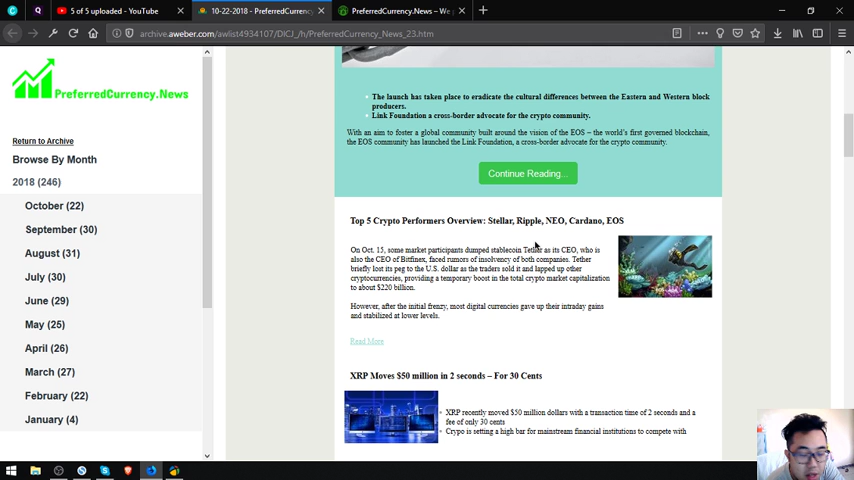 5 of 5 uploaded - YouTube
10-22-2018 - PreferredCurrency
PreferredCurrency.News – We p
archive.aweber.com/awlist4934107/DICJ_/h/PreferredCurrency_News_23.htm
PreferredCurrency.News
Return to Archive
Browse By Month
2018 (246)
October (22)
September (30)
August (31)
July (30)
June (29)
May (25)
April (26)
March (27)
February (22)
January (4)
The launch has taken place to eradicate the cultural differences between the Eastern and Western block
producers.
Link Foundation a cross-border advocate for the crypto community.
With an aim to foster a global community built around the vision of the EOS – the world's first governed blockchain,
the EOS community has launched the Link Foundation, a cross-border advocate for the crypto community.
Continue Reading...
Top 5 Crypto Performers Overview: Stellar, Ripple, NEO, Cardano, EOS
On Oct. 15, some market participants dumped stablecoin Tether as its CEO, who is
also the CEO of Bitfinex, faced rumors of insolvency of both companies. Tether
briefly lost its peg to the U.S. dollar as the traders sold it and lapped up other
cryptocurrencies, providing a temporary boost in the total crypto market capitalization
to about $220 billion.
However, after the initial frenzy, most digital currencies gave up their intraday gains
and stabilized at lower levels.
Read More
XRP Moves $50 million in 2 seconds – For 30 Cents
XRP recently moved $50 million dollars with a transaction time of 2 seconds and a
fee of only 30 cents
Crypo is setting a high bar for mainstream financial institutions to compete with